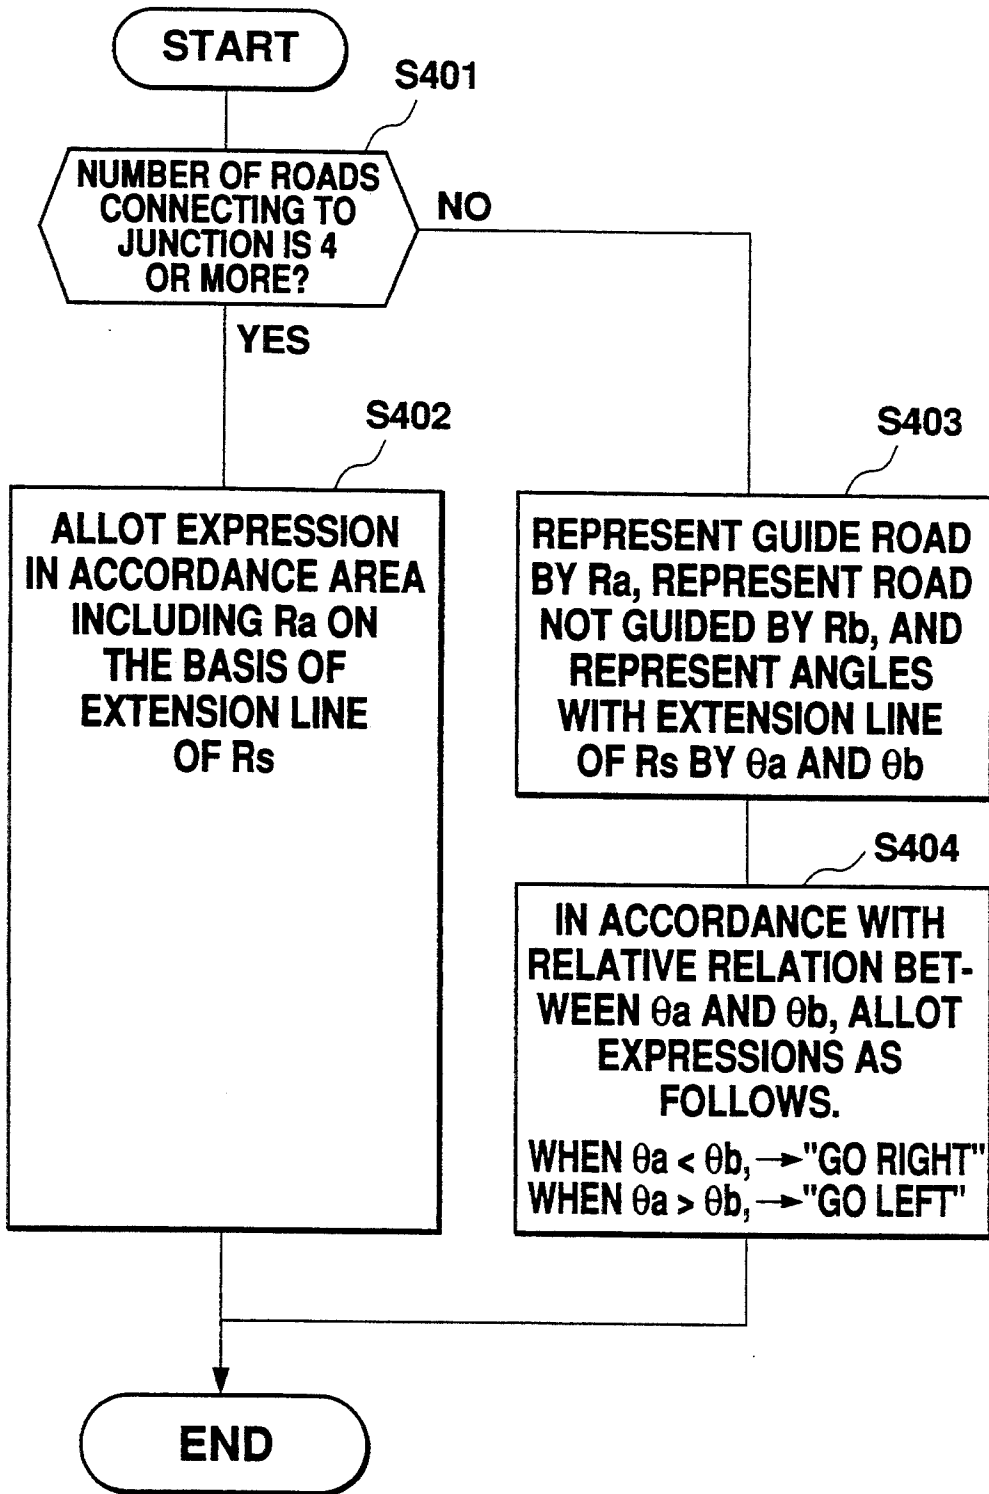 START
S401
NUMBER OF ROADS
CONNECTING TO
JUNCTION IS 4
OR MORE?
NO
YES
S402
ALLOT EXPRESSION
IN ACCORDANCE AREA
INCLUDING Ra ON
THE BASIS OF
EXTENSION LINE
OF Rs
S403
REPRESENT GUIDE ROAD
BY Ra, REPRESENT ROAD
NOT GUIDED BY Rb, AND
REPRESENT ANGLES
WITH EXTENSION LINE
OF Rs BY θa AND θb
S404
IN ACCORDANCE WITH
RELATIVE RELATION BET-
WEEN θa AND θb, ALLOT
EXPRESSIONS AS
FOLLOWS.
WHEN θa < θb, → "GO RIGHT"
WHEN θa > θb, → "GO LEFT"
END